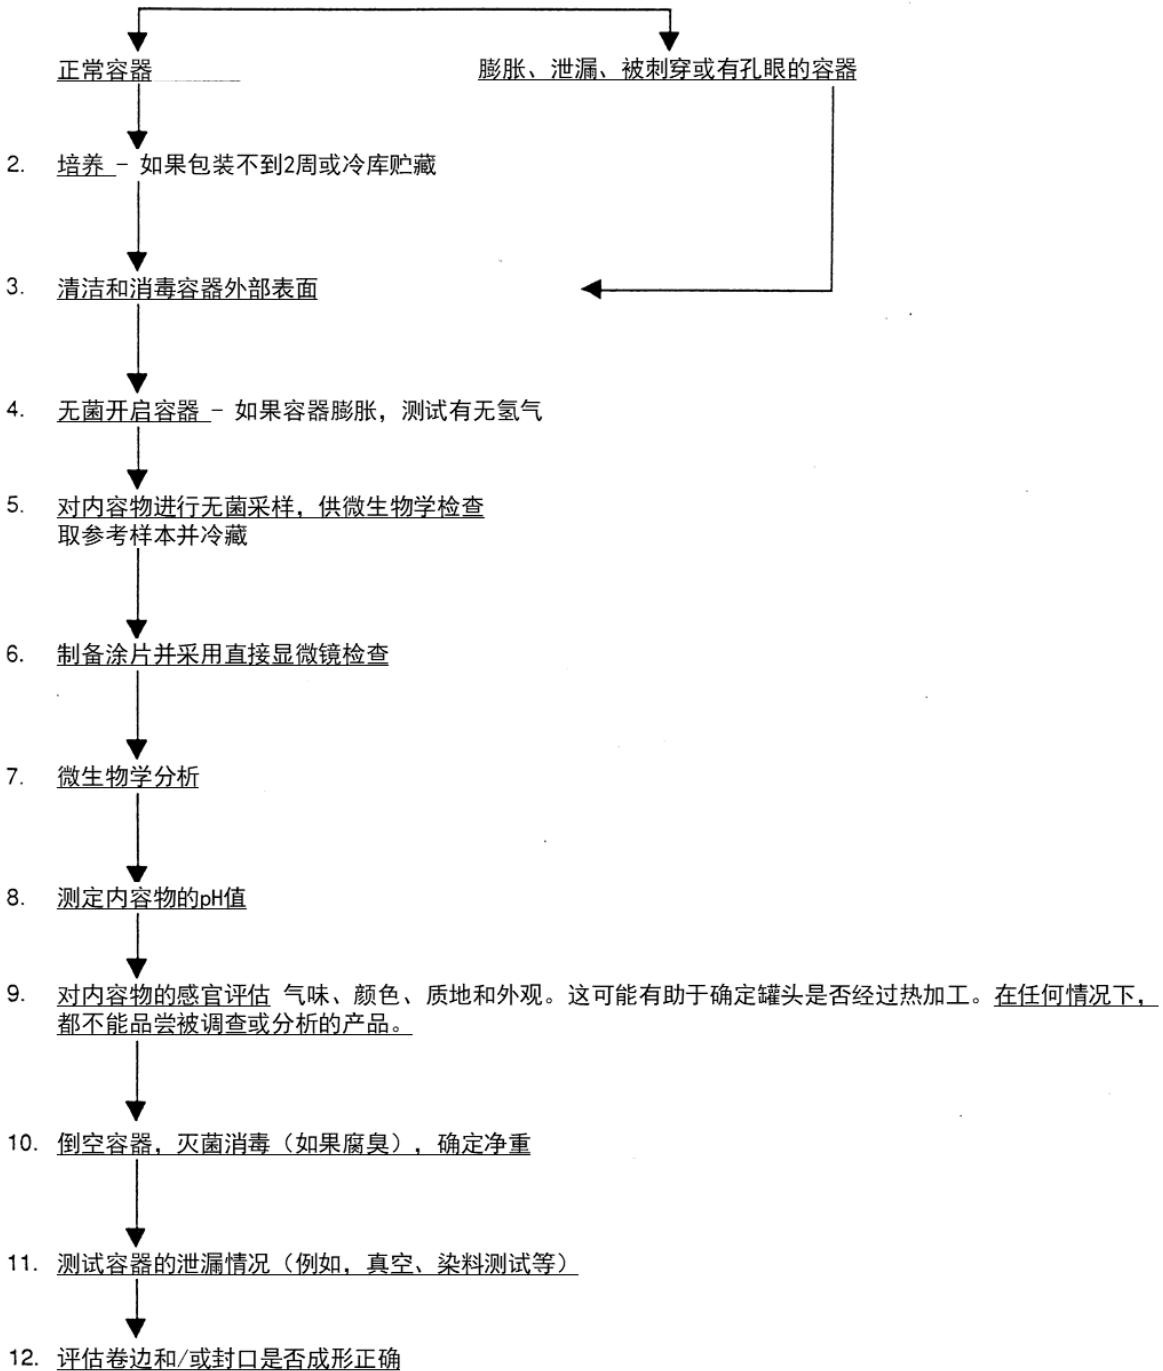 正常容器
膨胀、泄漏、被刺穿或有孔眼的容器
2. 培养 - 如果包装不到2周或冷库贮藏
3. 清洁和消毒容器外部表面
4. 无菌开启容器 - 如果容器膨胀，测试有无氢气
5. 对内容物进行无菌采样，供微生物学检查
取参考样本并冷藏
6. 制备涂片并采用直接显微镜检查
7. 微生物学分析
8. 测定内容物的pH值
9. 对内容物的感官评估 气味、颜色、质地和外观。这可能有助于确定罐头是否经过热加工。在任何情况下，
都不能品尝被调查或分析的产品。
10. 倒空容器，灭菌消毒（如果腐臭），确定净重
11. 测试容器的泄漏情况（例如，真空、染料测试等）
12. 评估卷边和/或封口是否成形正确